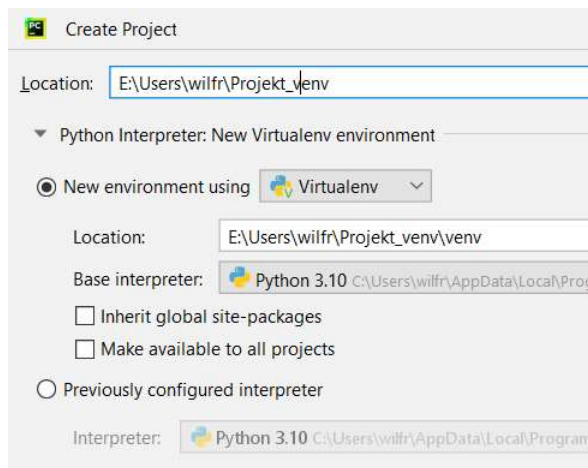 PC Create Project
Location: E:\Users\wilfr\Projekt_venv
Python Interpreter: New Virtualenv environment
New environment using Virtualenv
Location: E:\Users\wilfr\Projekt_venv\venv
Base interpreter: Python 3.10 C:\Users\wilfr\AppData\Local\Prog
Inherit global site-packages
Make available to all projects
Previously configured interpreter
Interpreter: Python 3.10 C:\Users\wilfr\AppData\Local\Program